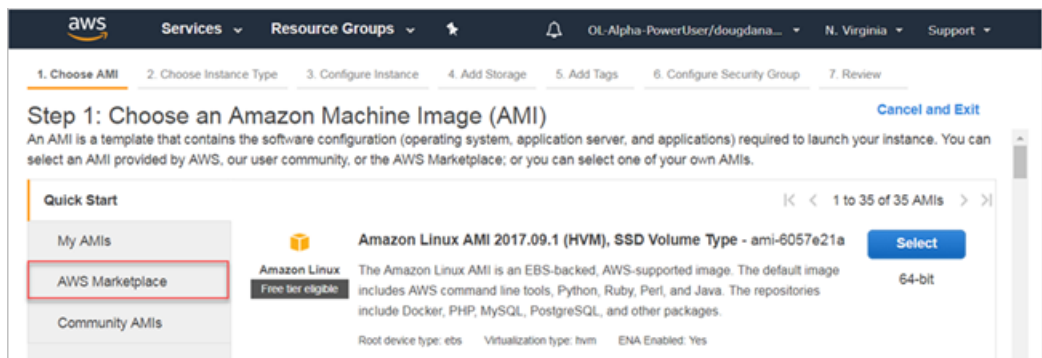 aws Services Resource Groups OL-Alpha-PowerUser/dougdana... N. Virginia Support
1. Choose AMI 2. Choose Instance Type 3. Configure Instance 4. Add Storage 5. Add Tags 6. Configure Security Group 7. Review
Step 1: Choose an Amazon Machine Image (AMI)
Cancel and Exit
An AMI is a template that contains the software configuration (operating system, application server, and applications) required to launch your instance. You can
select an AMI provided by AWS, our user community, or the AWS Marketplace; or you can select one of your own AMIs.
Quick Start
1 to 35 of 35 AMIs
My AMIs
AWS Marketplace
Community AMIs
Amazon Linux
Free tier eligible
Amazon Linux AMI 2017.09.1 (HVM), SSD Volume Type - ami-6057e21a
The Amazon Linux AMI is an EBS-backed, AWS-supported image. The default image
includes AWS command line tools, Python, Ruby, Perl, and Java. The repositories
include Docker, PHP, MySQL, PostgreSQL, and other packages.
Root device type: ebs Virtualization type: hvm ENA Enabled: Yes
Select
64-bit